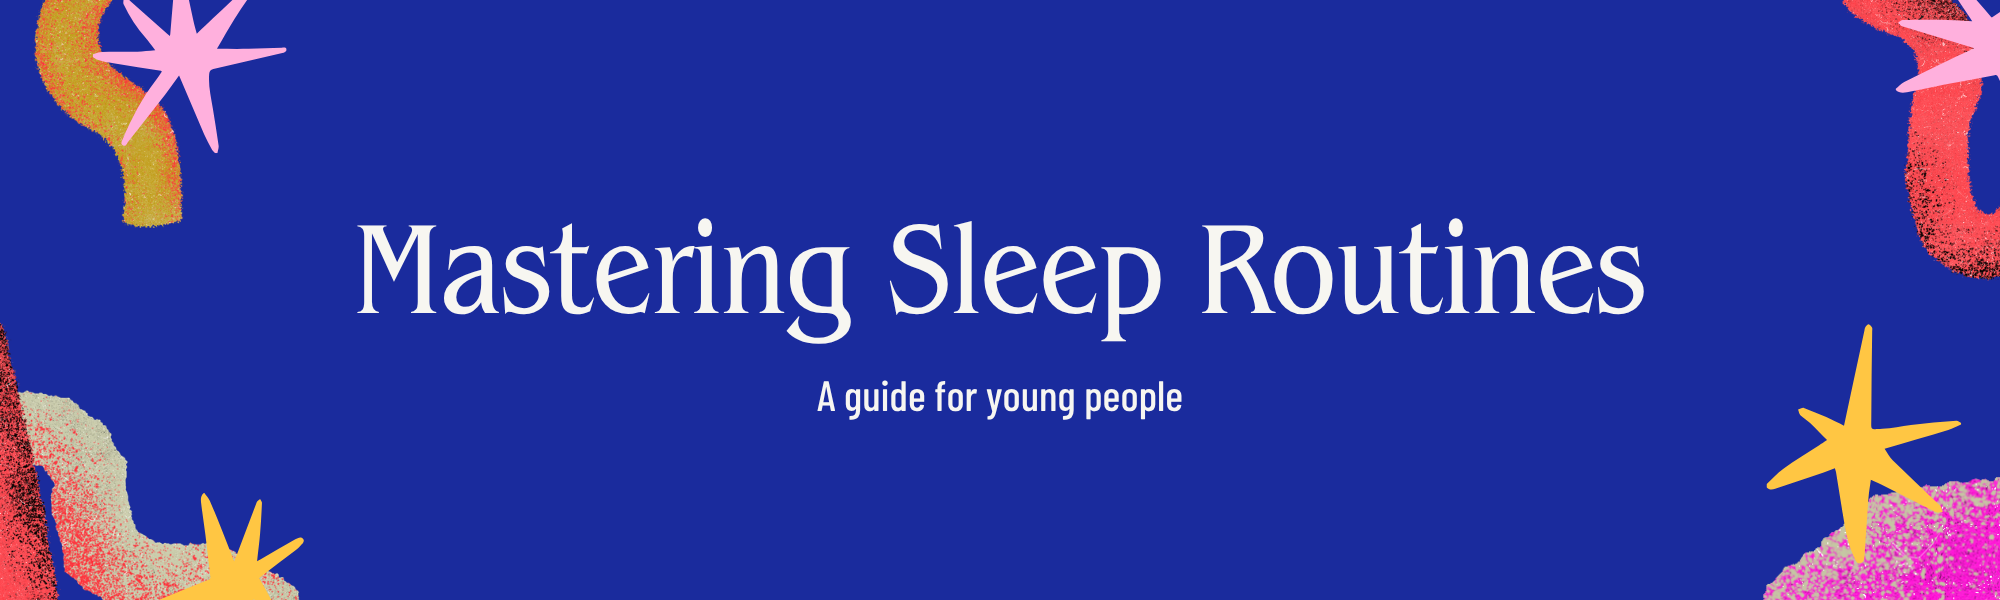 Mastering Sleep Routines
A guide for young people